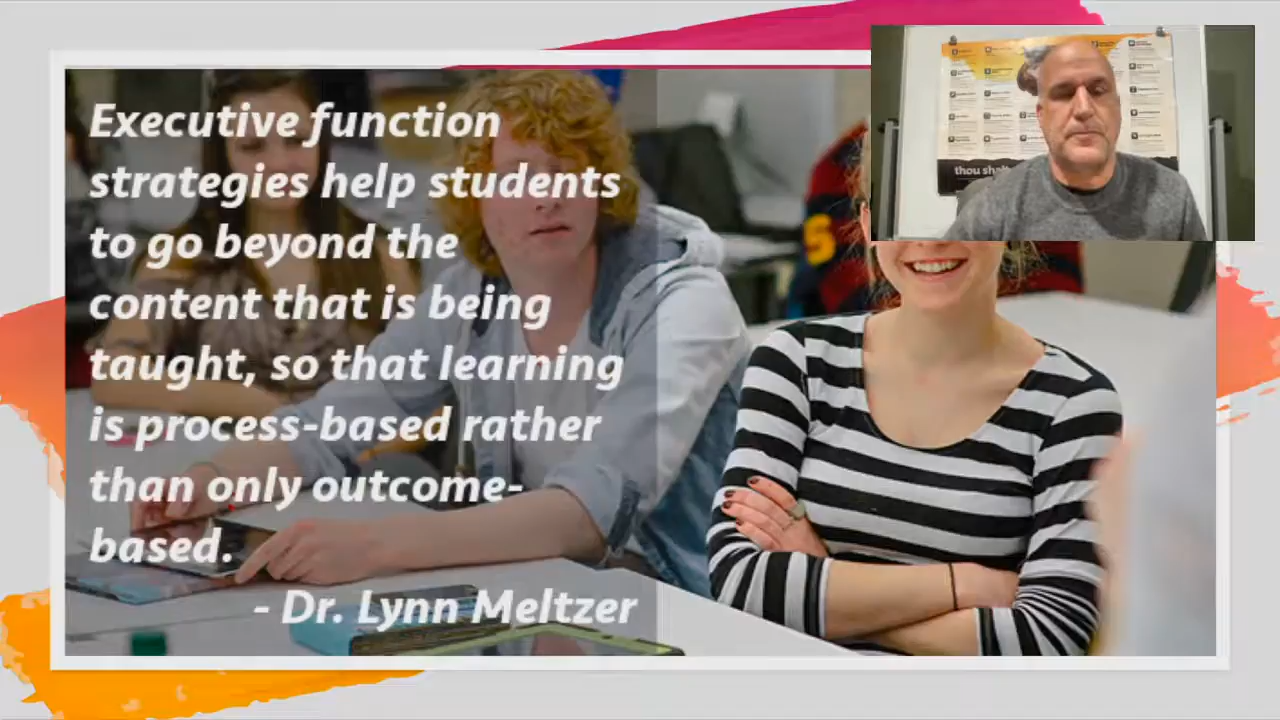 Executive function
strategies help students
to go beyond the
content that is being
taught, so that learning
is process-based rather
than only outcome-
based.
- Dr. Lynn Meltzer
thou
S